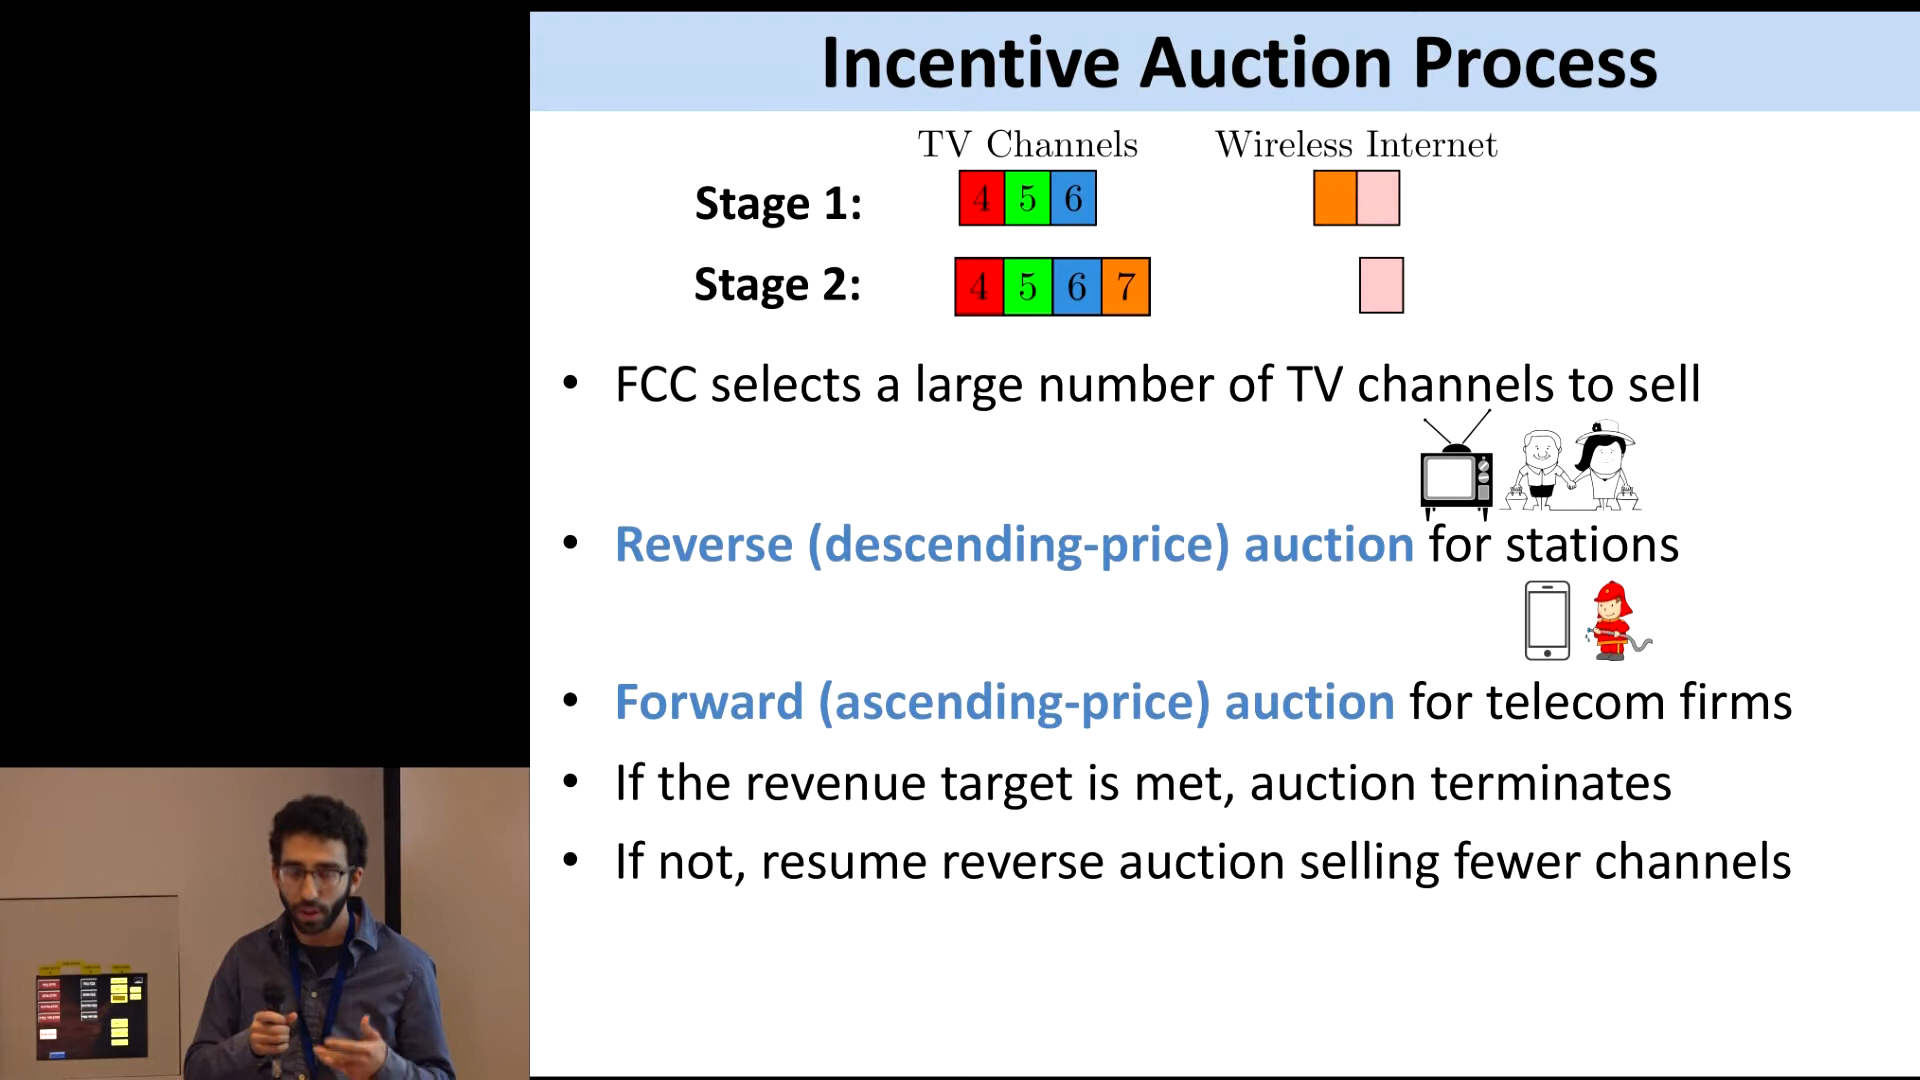 Incentive Auction Process
TV Channels Wireless Internet
Stage 1: 4 5 6
Stage 2: 4 5 6 7
• FCC selects a large number of TV channels to sell
• Reverse (descending-price) auction for stations
• Forward (ascending-price) auction for telecom firms
• If the revenue target is met, auction terminates
• If not, resume reverse auction selling fewer channels